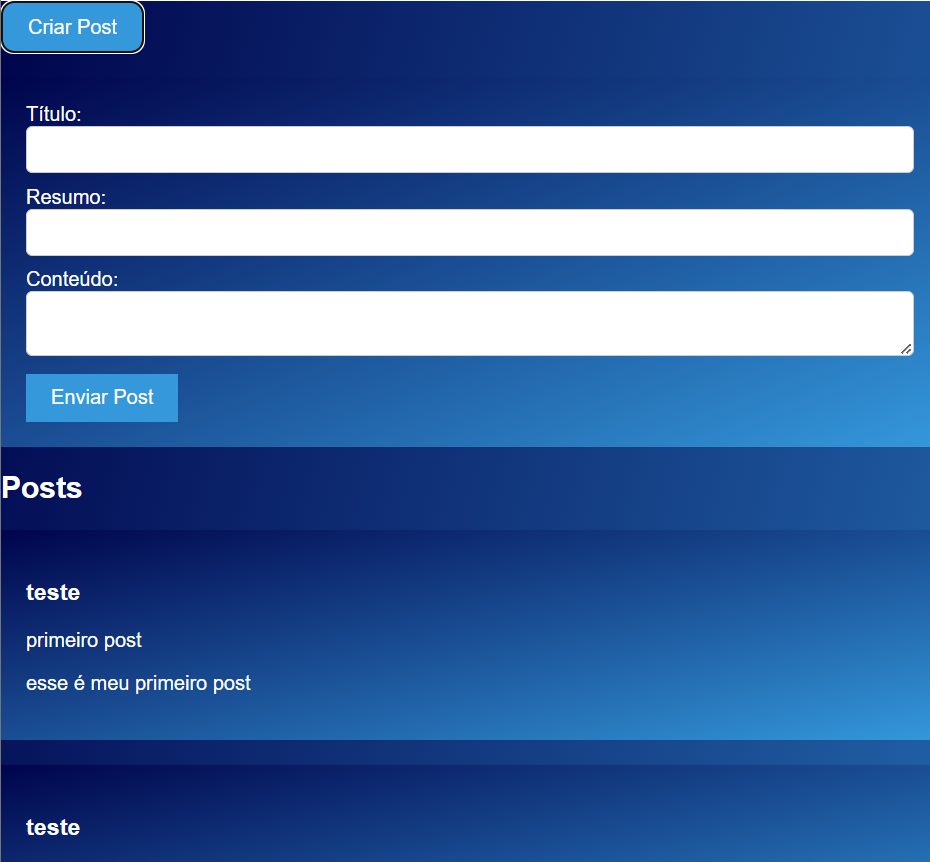 Criar Post
Título:
Resumo:
Conteúdo:
Enviar Post
Posts
teste
primeiro post
esse é meu primeiro post
teste